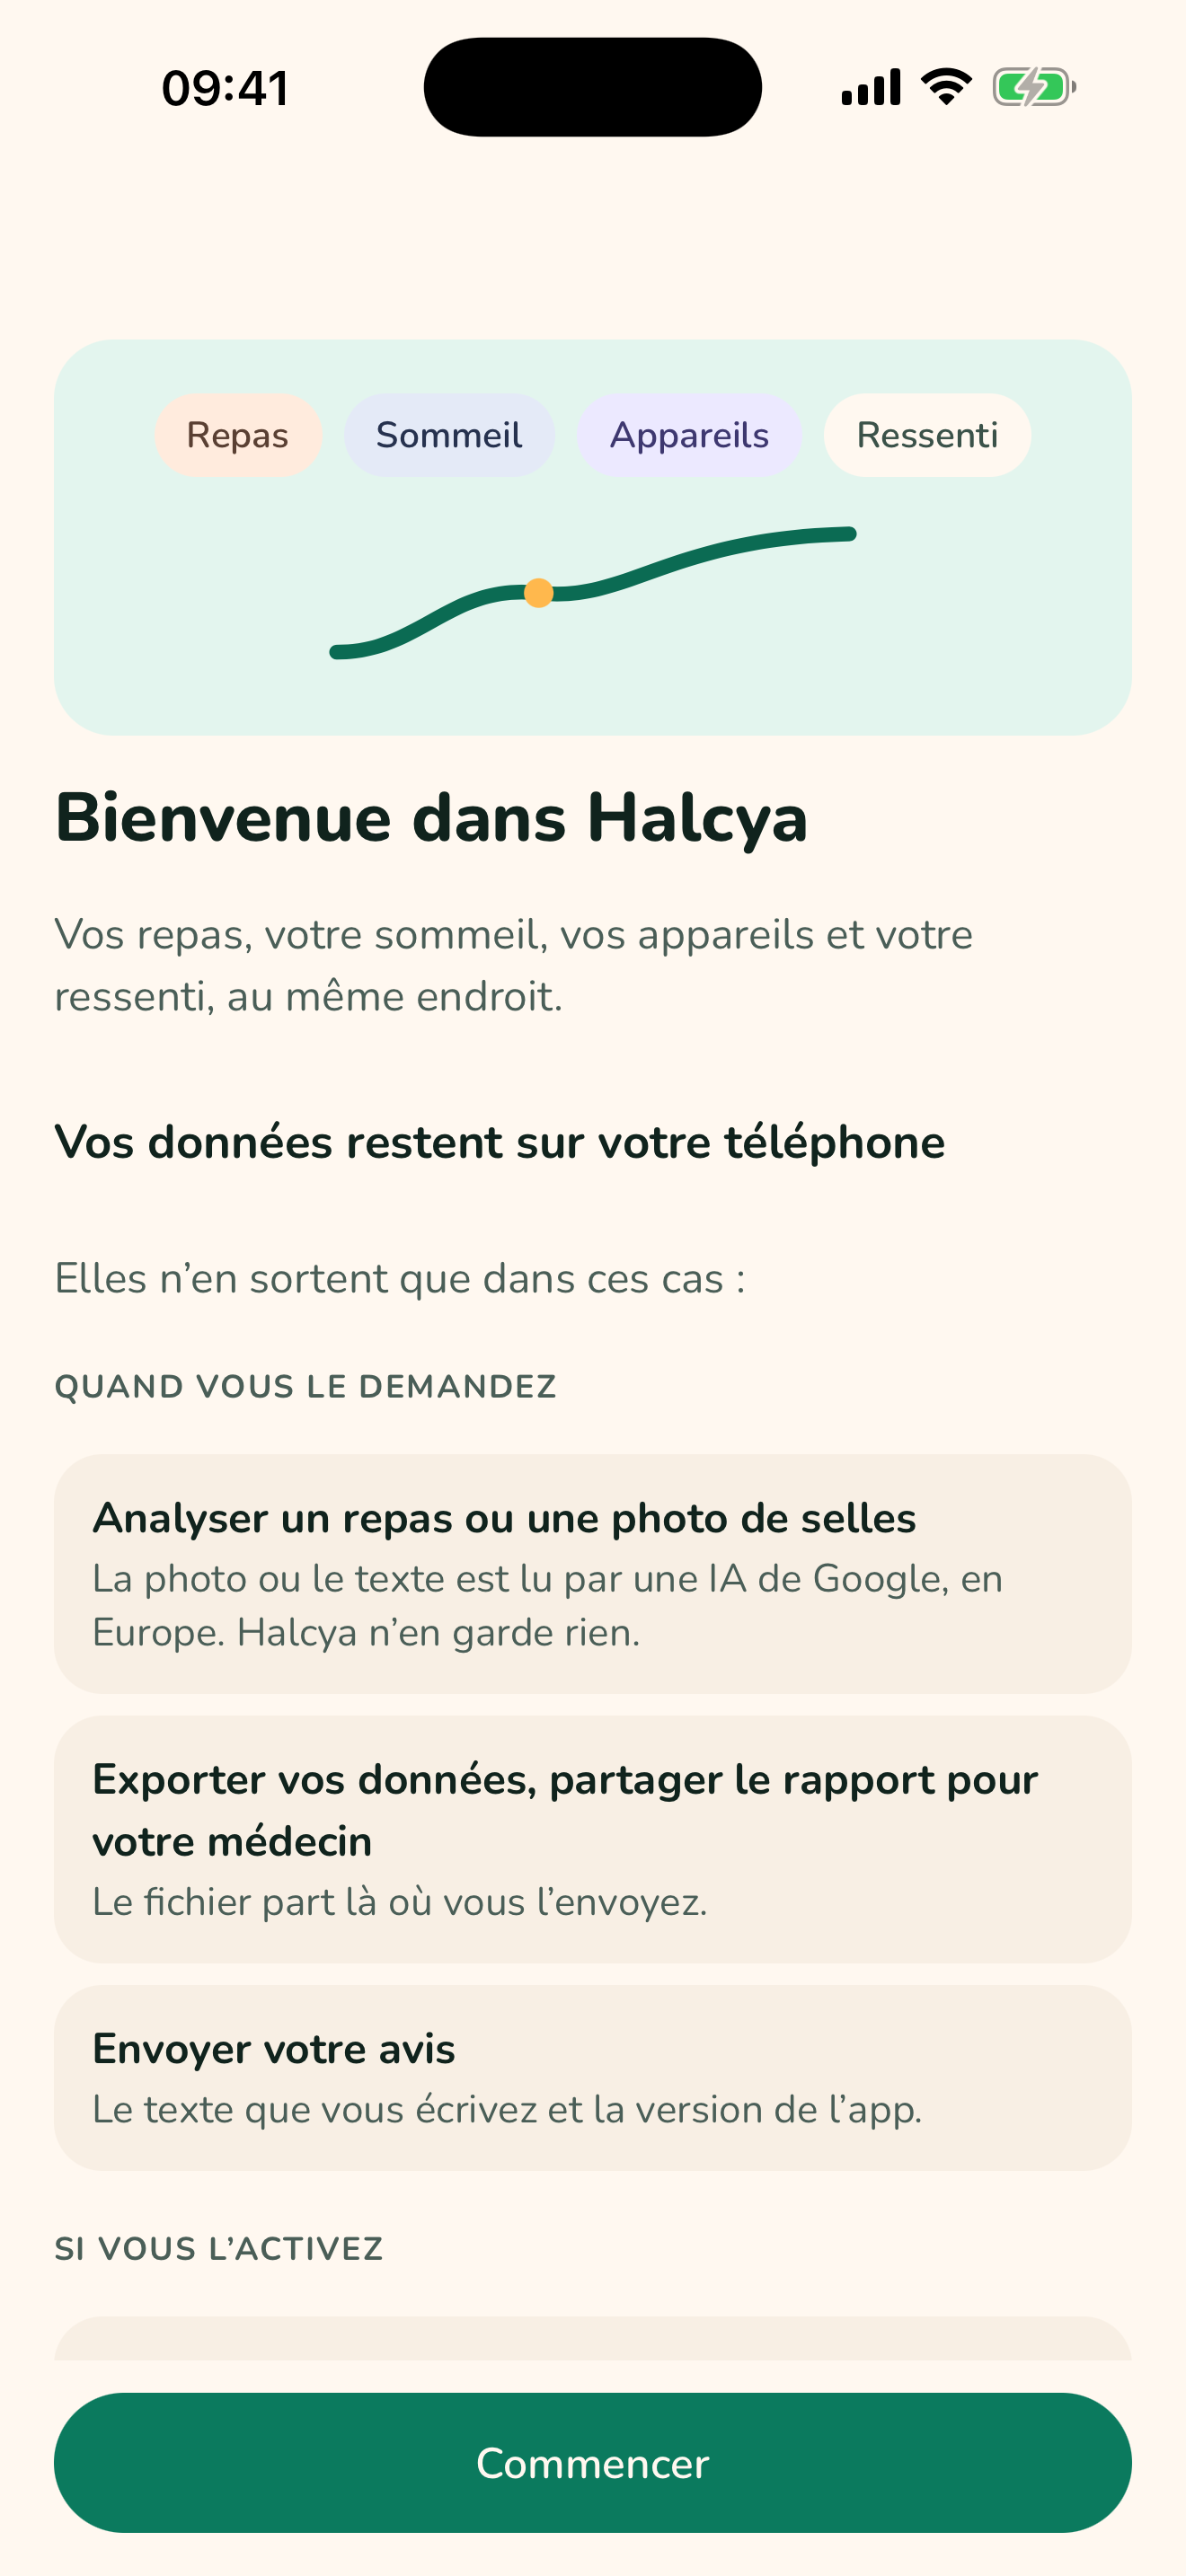 09:41
Repas
Sommeil
Appareils
Ressenti
Bienvenue dans Halcya
Vos repas, votre sommeil, vos appareils et votre
ressenti, au même endroit.
Vos données restent sur votre téléphone
Elles n’en sortent que dans ces cas :
QUAND VOUS LE DEMANDEZ
Analyser un repas ou une photo de selles
La photo ou le texte est lu par une IA de Google, en
Europe. Halcya n’en garde rien.
Exporter vos données, partager le rapport pour
votre médecin
Le fichier part là où vous l’envoyez.
Envoyer votre avis
Le texte que vous écrivez et la version de l’app.
SI VOUS L’ACTIVEZ
Commencer